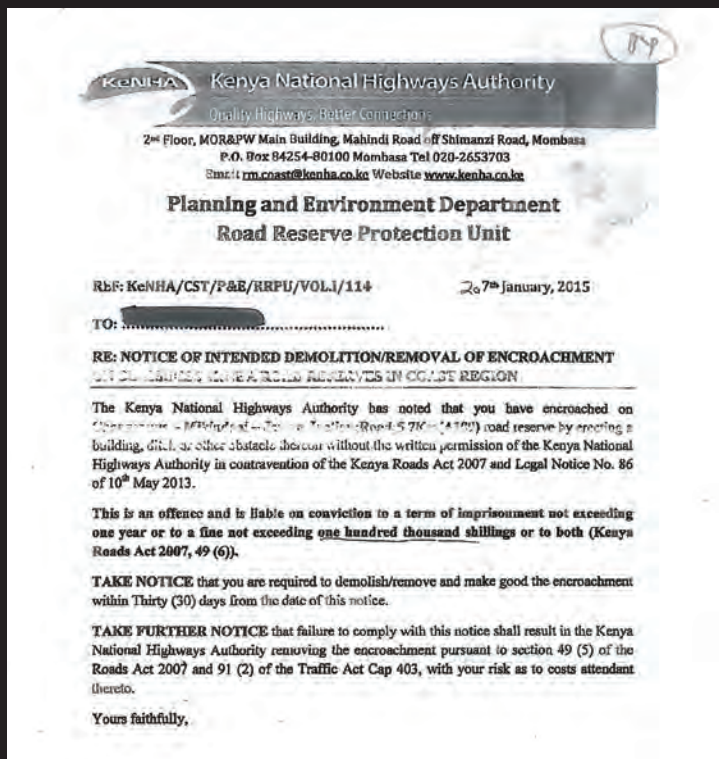 KeNHA Kenya National Highways Authority
Quality Highways, Better Connections
2nd Floor, MOR&PW Main Building, Mahindi Road off Shimanzi Road, Mombasa
P.O. Box 84254-80100 Mombasa Tel 020-2653703
Email rm.coast@kenha.co.ke Website www.kenha.co.ke
Planning and Environment Department
Road Reserve Protection Unit
Ref: KeNHA/CST/P&E/RRPU/VOL.1/114 7th January, 2015
TO:
RE: NOTICE OF INTENDED DEMOLITION/REMOVAL OF ENCROACHMENT
ROAD RESERVES IN COAST REGION
The Kenya National Highways Authority has noted that you have encroached on
road reserve by erecting a
building, ditch or other obstacle thereon without the written permission of the Kenya National
Highways Authority in contravention of the Kenya Roads Act 2007 and Legal Notice No. 86
of 10th May 2013.
This is an offence and is liable on conviction to a term of imprisonment not exceeding
one year or to a fine not exceeding one hundred thousand shillings or to both (Kenya
Roads Act 2007, 49 (6)).
TAKE NOTICE that you are required to demolish/remove and make good the encroachment
within Thirty (30) days from the date of this notice.
TAKE FURTHER NOTICE that failure to comply with this notice shall result in the Kenya
National Highways Authority removing the encroachment pursuant to section 49 (5) of the
Roads Act 2007 and 91 (2) of the Traffic Act Cap 403, with your risk as to costs attendant
thereto.
Yours faithfully,